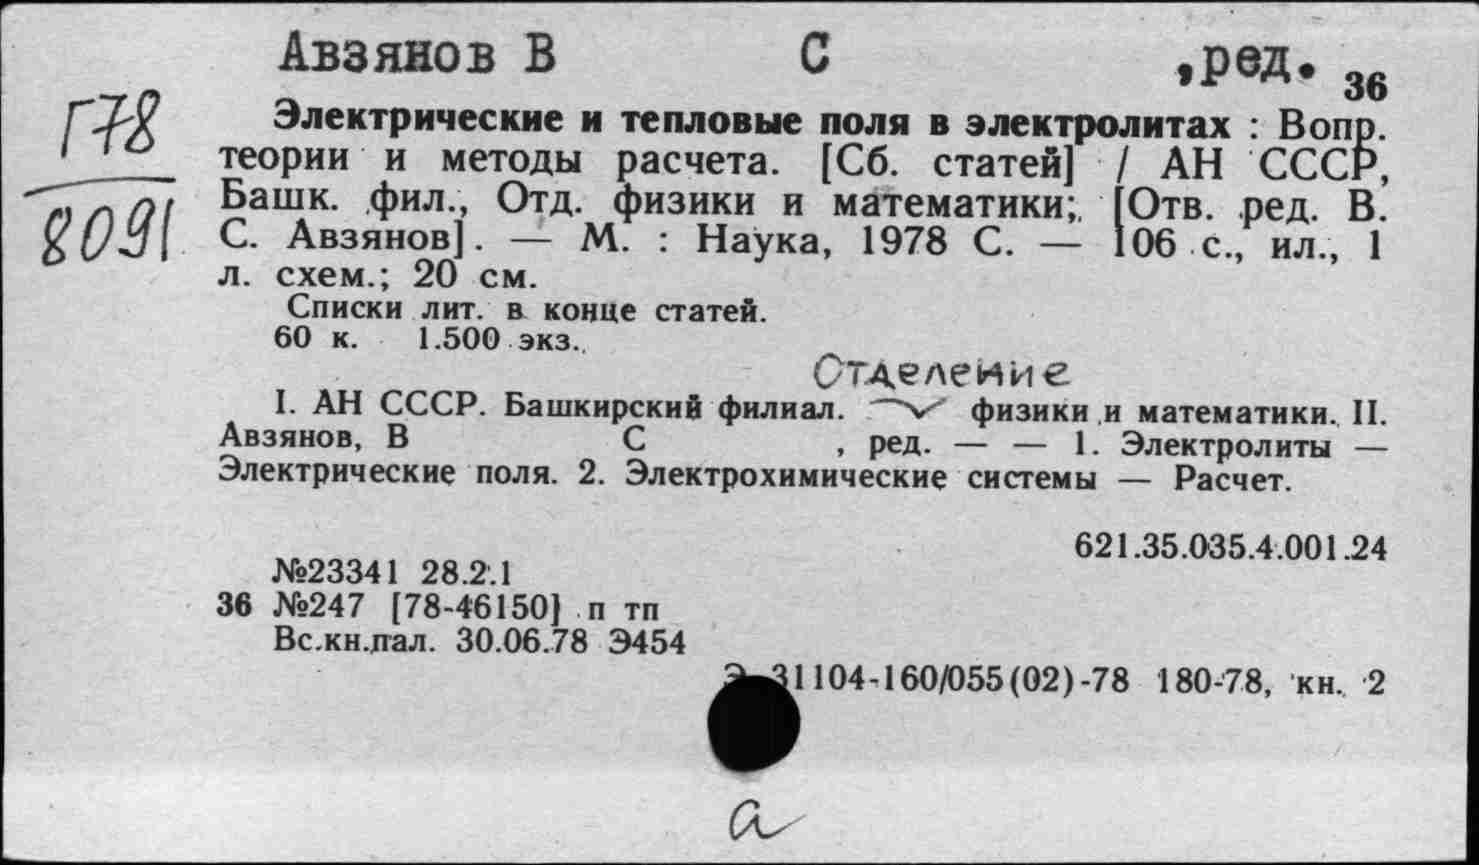 Авзянов В С ,ред. 36
Г78
8091
Электрические и тепловые поля в электролитах : Вопр.
теории и методы расчета. [Сб. статей] / АН СССР,
Башк. фил., Отд. физики и математики; [Отв. ред. В.
С. Авзянов]. — М. : Наука, 1978 С. — 106 с., ил., 1
л. схем.; 20 см.
Списки лит. в конце статей.
60 к. 1.500 экз.
Отделение
I. АН СССР. Башкирский филиал. физики и математики. II.
Авзянов, В С , ред. — — 1. Электролиты —
Электрические поля. 2. Электрохимические системы — Расчет.
621.35.035.4.001.24
№23341 28.2.1
36 №247 [78-46150] п тп
Вс.кн.пал. 30.06.78 Э454
Э 31104-160/055(02)-78 180-78, кн. 2
а